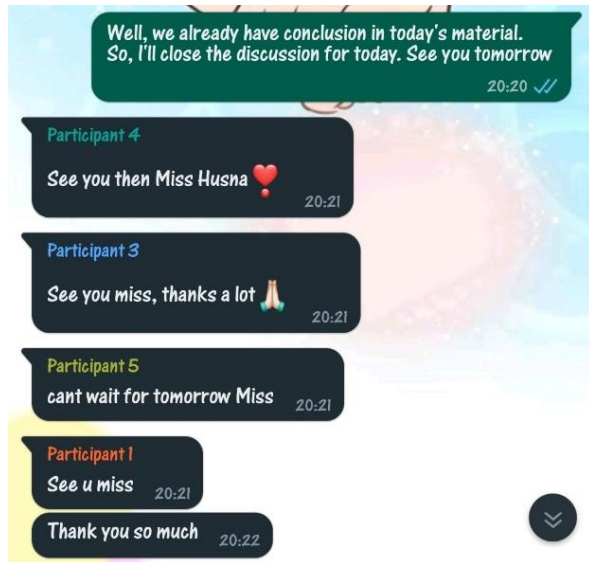 Well, we already have conclusion in today's material.
So, I'll close the discussion for today. See you tomorrow
20:20
Participant 4
See you then Miss Husna❣️
20:21
Participant 3
See you miss, thanks a lot 🙏🏻
20:21
Participant 5
cant wait for tomorrow Miss 20:21
Participant 1
See u miss 20:21
Thank you so much 20:22